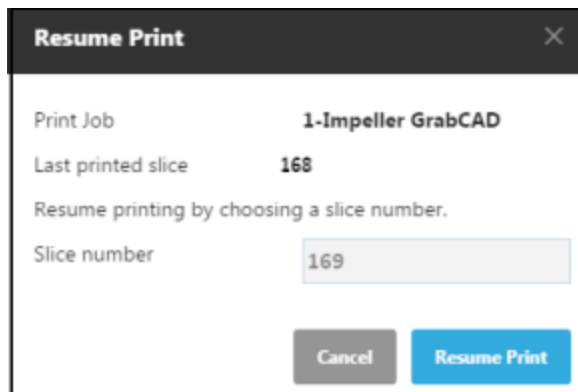 Resume Print
Print Job 1-Impeller GrabCAD
Last printed slice 168
Resume printing by choosing a slice number.
Slice number 169
Cancel Resume Print